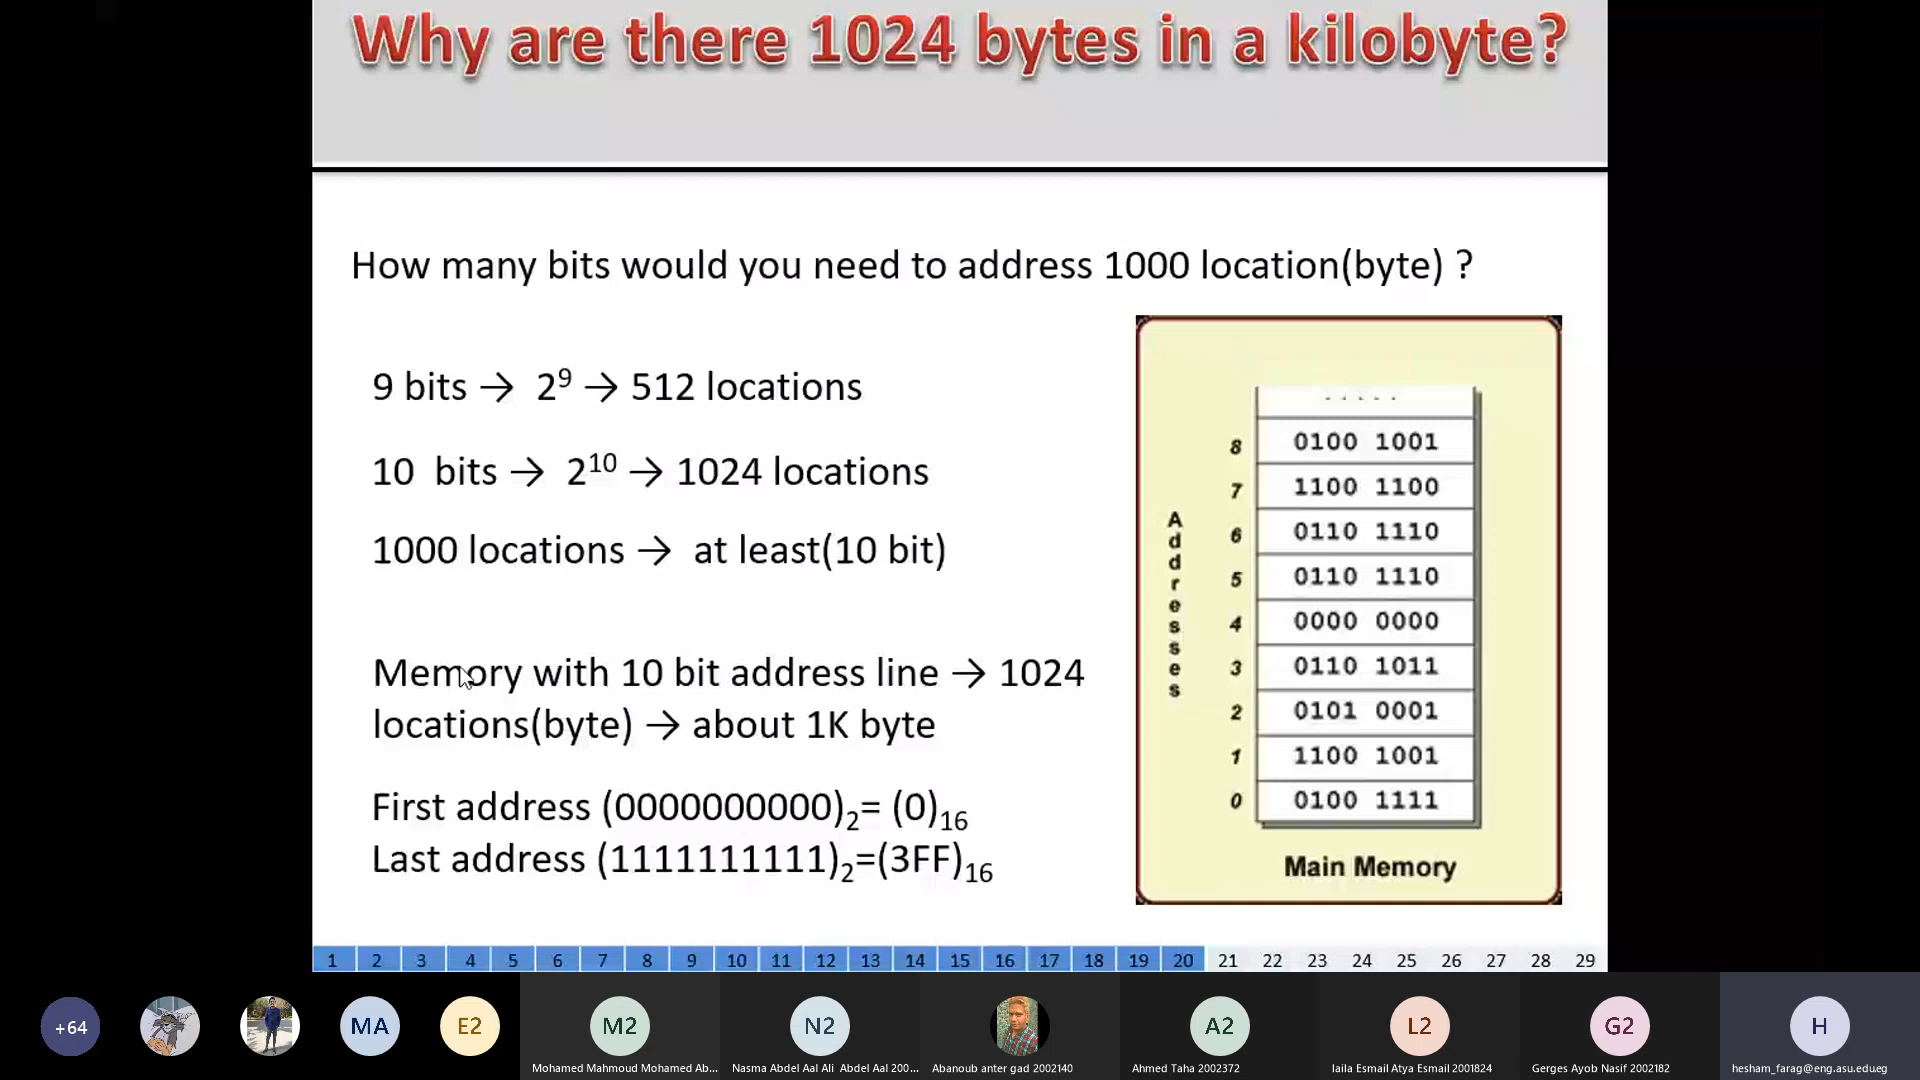 Why are there 1024 bytes in a kilobyte?
How many bits would you need to address 1000 location(byte) ?
9 bits → 2⁹ → 512 locations
10 bits → 2¹⁰ → 1024 locations
1000 locations → at least(10 bit)
Memory with 10 bit address line → 1024
locations(byte) → about 1K byte
First address (0000000000)₂= (0)₁₆
Last address (1111111111)₂=(3FF)₁₆
Addresses
8 0100 1001
7 1100 1100
6 0110 1110
5 0110 1110
4 0000 0000
3 0110 1011
2 0101 0001
1 1100 1001
0 0100 1111
Main Memory
1 2 3 4 5 6 7 8 9 10 11 12 13 14 15 16 17 18 19 20 21 22 23 24 25 26 27 28 29
+64 MA E2 M2 N2 A2 L2 G2 H
Mohamed Mahmoud Mohamed Ab... Nasma Abdel Aal Ali Abdel Aal 200... Abanoub anter gad 2002140 Ahmed Taha 2002372 laila Esmail Atya Esmail 2001824 Gerges Ayob Nasif 2002182 hesham_farag@eng.asu.edu.eg